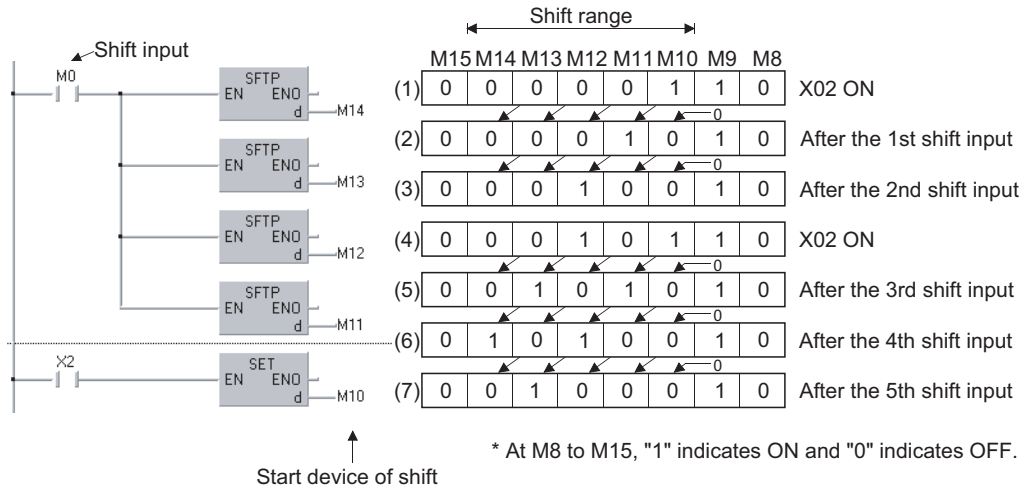 Shift range
Shift input
M15 M14 M13 M12 M11 M10 M9 M8
M0
SFTP
EN ENO
d M14
(1) 0 0 0 0 0 1 1 0 X02 ON
0
(2) 0 0 0 0 1 0 1 0 After the 1st shift input
SFTP
EN ENO
d M13
0
(3) 0 0 0 1 0 0 1 0 After the 2nd shift input
SFTP
EN ENO
d M12
(4) 0 0 0 1 0 1 1 0 X02 ON
0
(5) 0 0 1 0 1 0 1 0 After the 3rd shift input
SFTP
EN ENO
d M11
0
(6) 0 1 0 1 0 0 1 0 After the 4th shift input
X2
SET
EN ENO
d M10
0
(7) 0 0 1 0 0 0 1 0 After the 5th shift input
* At M8 to M15, "1" indicates ON and "0" indicates OFF.
Start device of shift